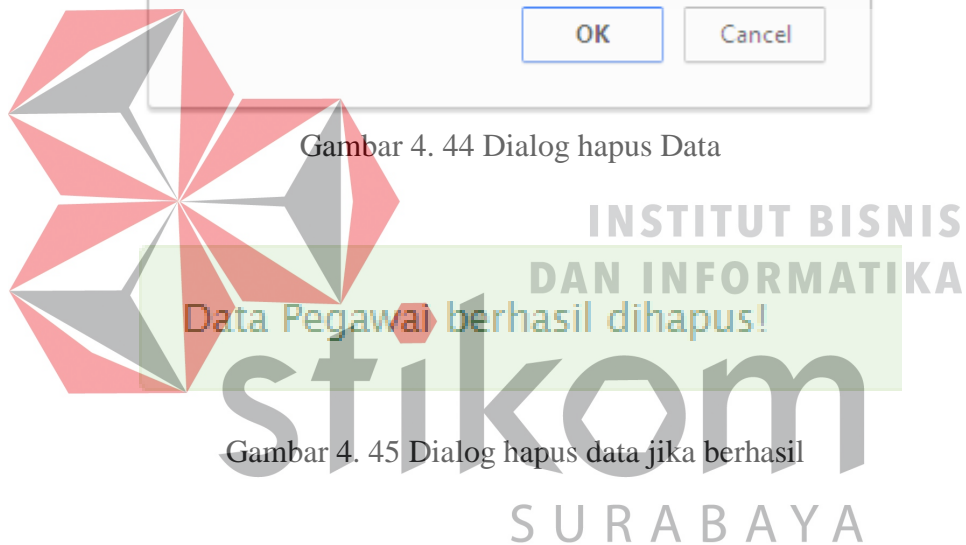 OK Cancel
Gambar 4. 44 Dialog hapus Data
INSTITUT BISNIS
DAN INFORMATIKA
Data Pegawai berhasil dihapus!
stikom
Gambar 4. 45 Dialog hapus data jika berhasil
SURABAYA